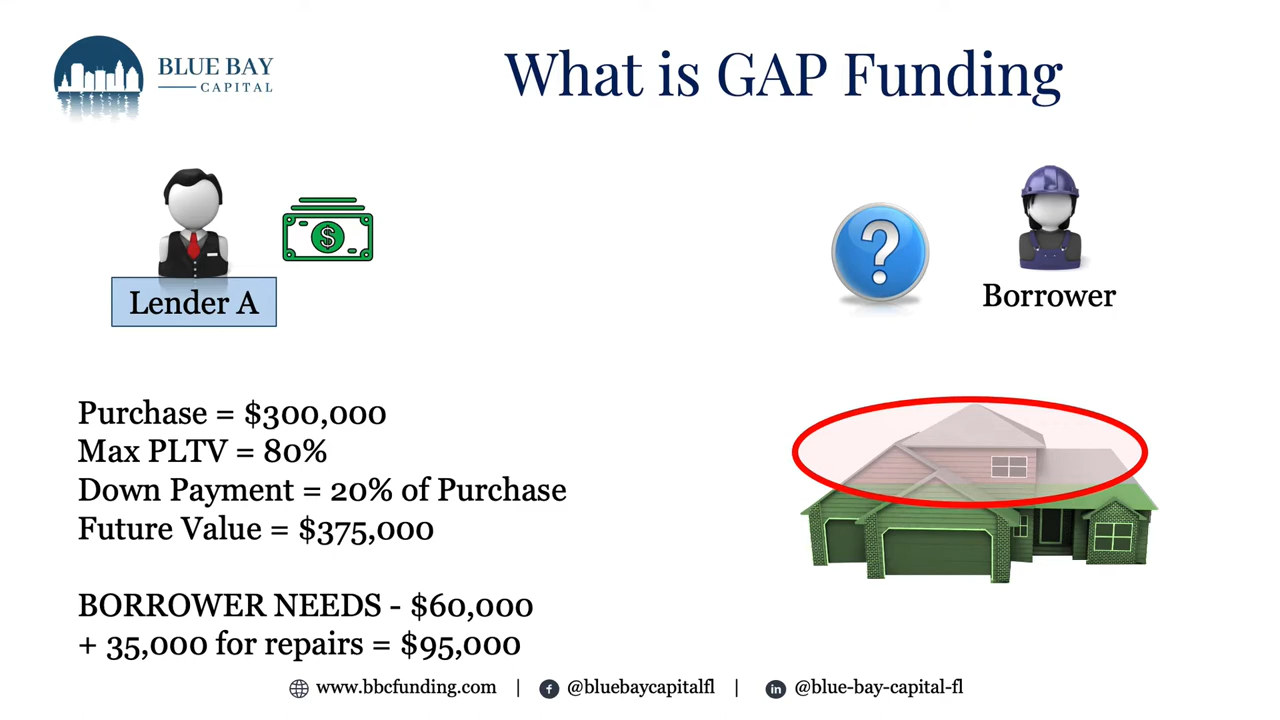 BLUE BAY
CAPITAL
What is GAP Funding
$
?
Lender A
Borrower
Purchase = $300,000
Max PLTV = 80%
Down Payment = 20% of Purchase
Future Value = $375,000
BORROWER NEEDS - $60,000
+ 35,000 for repairs = $95,000
www.bbcfunding.com | @bluebaycapitalfl | @blue-bay-capital-fl